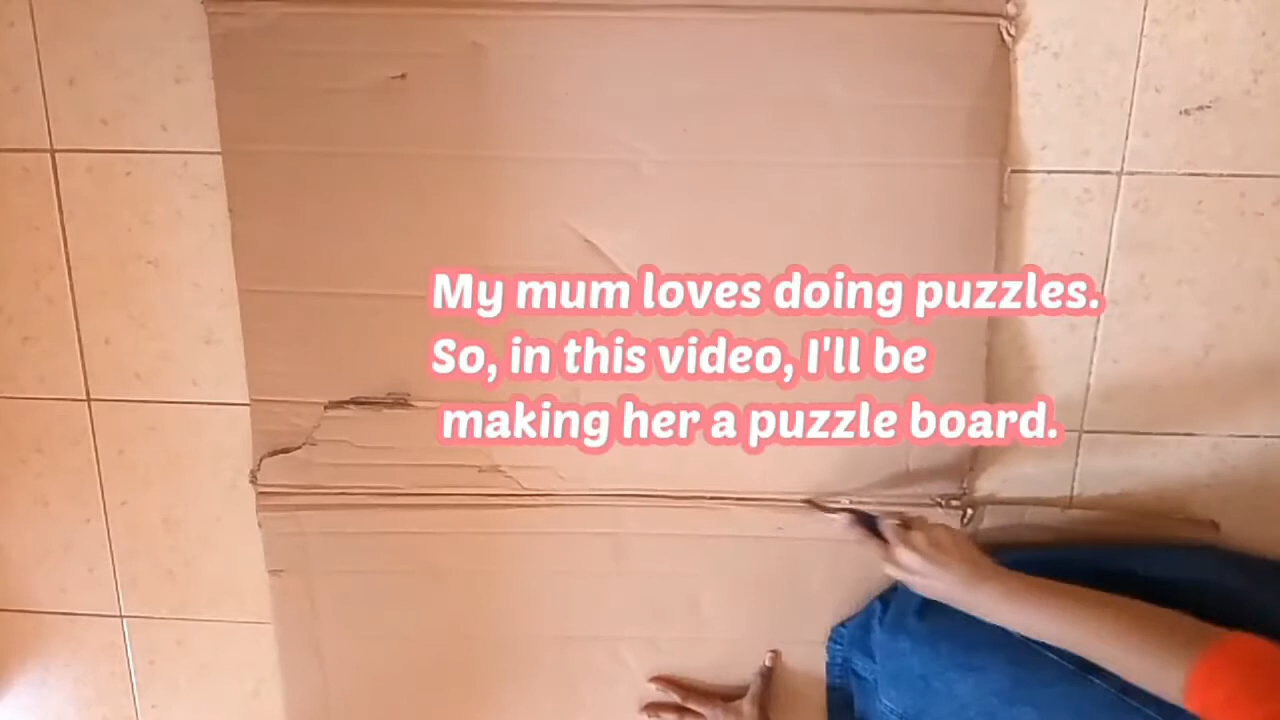 My mum loves doing puzzles.
So, in this video, I'll be
making her a puzzle board.